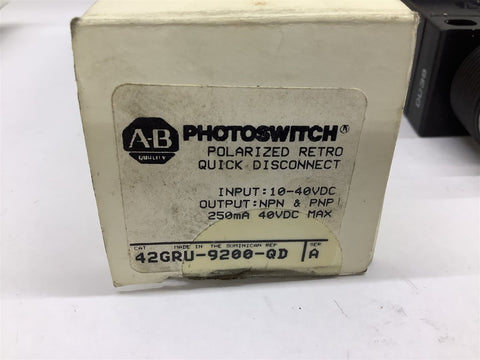 A-B
QUALITY
PHOTOSWITCH®
POLARIZED RETRO
QUICK DISCONNECT
INPUT:10-40VDC
OUTPUT:NPN & PNP
250mA 40VDC MAX
CAT MADE IN THE DOMINICAN REP SER
42GRU-9200-QD A